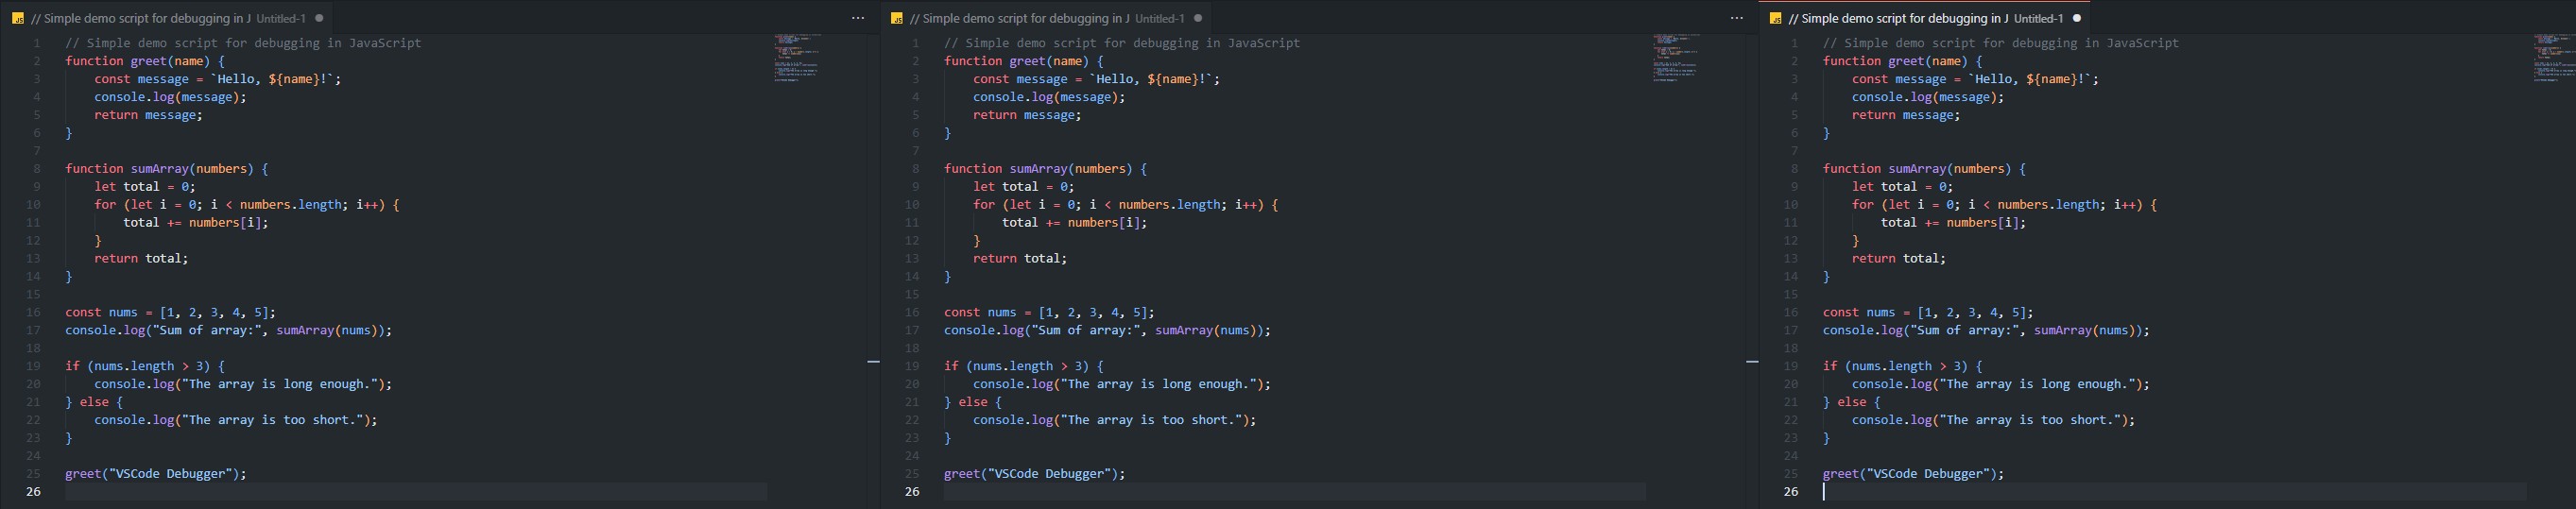 // Simple demo script for debugging in J Untitled-1
1 // Simple demo script for debugging in JavaScript
2 function greet(name) {
3     const message = `Hello, ${name}!`;
4     console.log(message);
5     return message;
6 }
7
8 function sumArray(numbers) {
9     let total = 0;
10     for (let i = 0; i < numbers.length; i++) {
11         total += numbers[i];
12     }
13     return total;
14 }
15
16 const nums = [1, 2, 3, 4, 5];
17 console.log("Sum of array:", sumArray(nums));
18
19 if (nums.length > 3) {
20     console.log("The array is long enough.");
21 } else {
22     console.log("The array is too short.");
23 }
24
25 greet("VSCode Debugger");
26
// Simple demo script for debugging in J Untitled-1
1 // Simple demo script for debugging in JavaScript
2 function greet(name) {
3     const message = `Hello, ${name}!`;
4     console.log(message);
5     return message;
6 }
7
8 function sumArray(numbers) {
9     let total = 0;
10     for (let i = 0; i < numbers.length; i++) {
11         total += numbers[i];
12     }
13     return total;
14 }
15
16 const nums = [1, 2, 3, 4, 5];
17 console.log("Sum of array:", sumArray(nums));
18
19 if (nums.length > 3) {
20     console.log("The array is long enough.");
21 } else {
22     console.log("The array is too short.");
23 }
24
25 greet("VSCode Debugger");
26
// Simple demo script for debugging in J Untitled-1
1 // Simple demo script for debugging in JavaScript
2 function greet(name) {
3     const message = `Hello, ${name}!`;
4     console.log(message);
5     return message;
6 }
7
8 function sumArray(numbers) {
9     let total = 0;
10     for (let i = 0; i < numbers.length; i++) {
11         total += numbers[i];
12     }
13     return total;
14 }
15
16 const nums = [1, 2, 3, 4, 5];
17 console.log("Sum of array:", sumArray(nums));
18
19 if (nums.length > 3) {
20     console.log("The array is long enough.");
21 } else {
22     console.log("The array is too short.");
23 }
24
25 greet("VSCode Debugger");
26